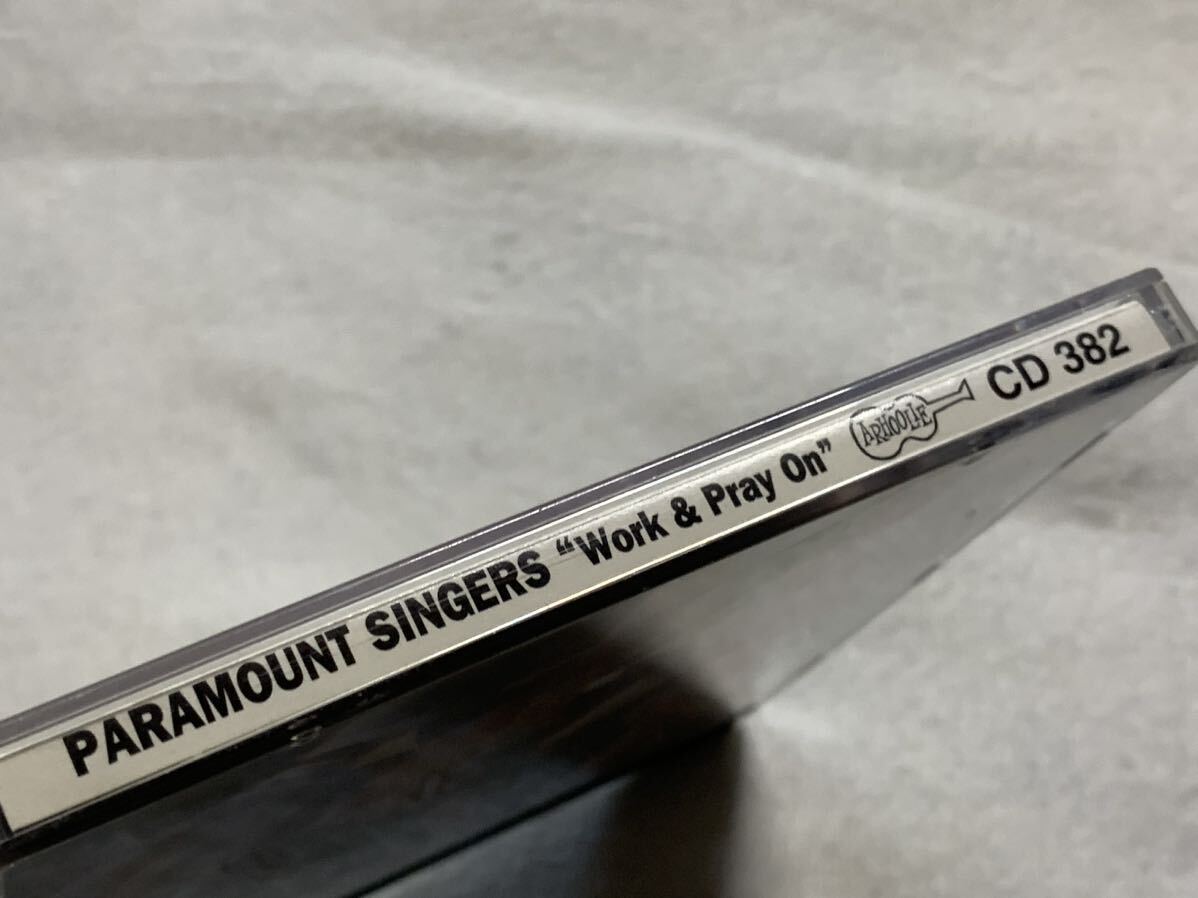 PARAMOUNT SINGERS “Work & Pray On” ARHOOLIE CD 382